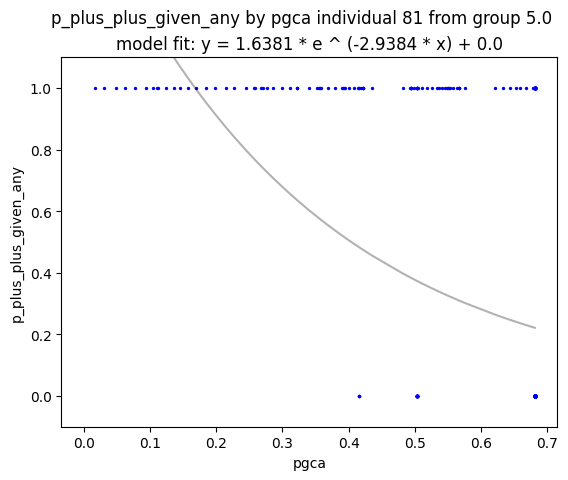 p_plus_plus_given_any by pgca individual 81 from group 5.0
model fit: y = 1.6381 * e ^ (-2.9384 * x) + 0.0
1.0
0.8
0.6
0.4
0.2
0.0
p_plus_plus_given_any
0.0 0.1 0.2 0.3 0.4 0.5 0.6 0.7
pgca